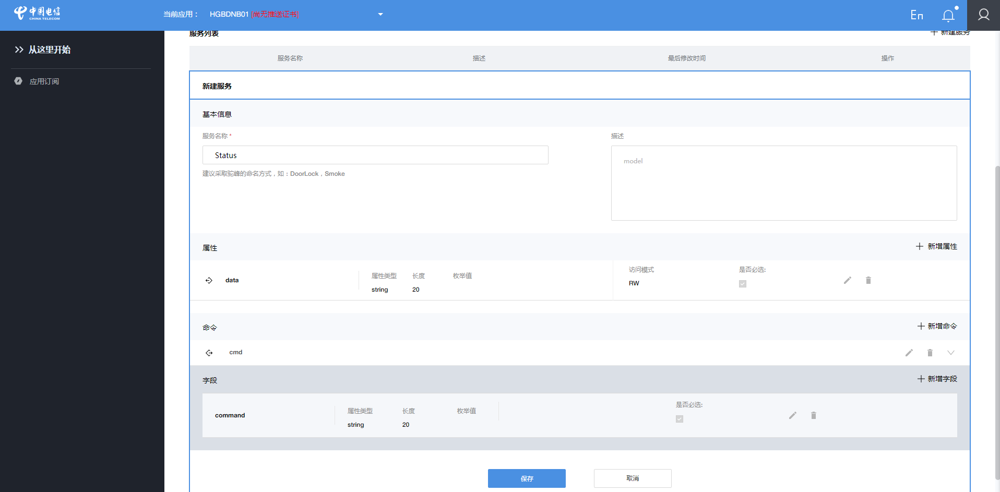 中国电信
CHINA TELECOM
当前应用： HGBDNB01 [尚无推送证书]
En
从这里开始
应用订阅
服务列表
新建服务
服务名称 描述 最后修改时间 操作
新建服务
基本信息
服务名称 * 描述
Status
model
建议采取驼峰的命名方式，如：DoorLock，Smoke
属性
新增属性
属性类型 长度 枚举值 访问模式 是否必选:
data
string 20 RW
命令
新增命令
cmd
字段
新增字段
属性类型 长度 枚举值 是否必选:
command
string 20
保存 取消